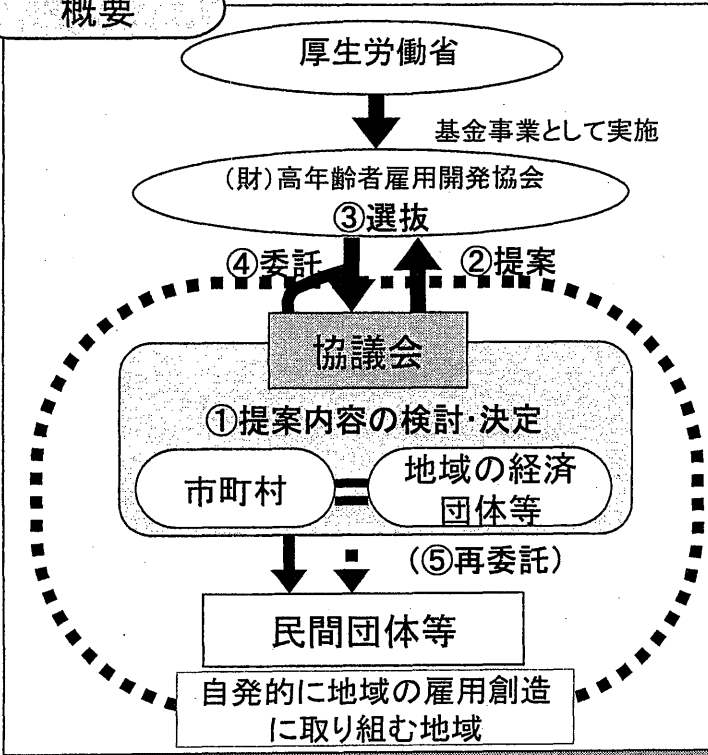 概要
厚生労働省
基金事業として実施
(財)高年齢者雇用開発協会
③選抜
④委託
②提案
協議会
①提案内容の検討・決定
市町村
地域の経済
団体等
(⑤再委託)
民間団体等
自発的に地域の雇用創造
に取り組む地域